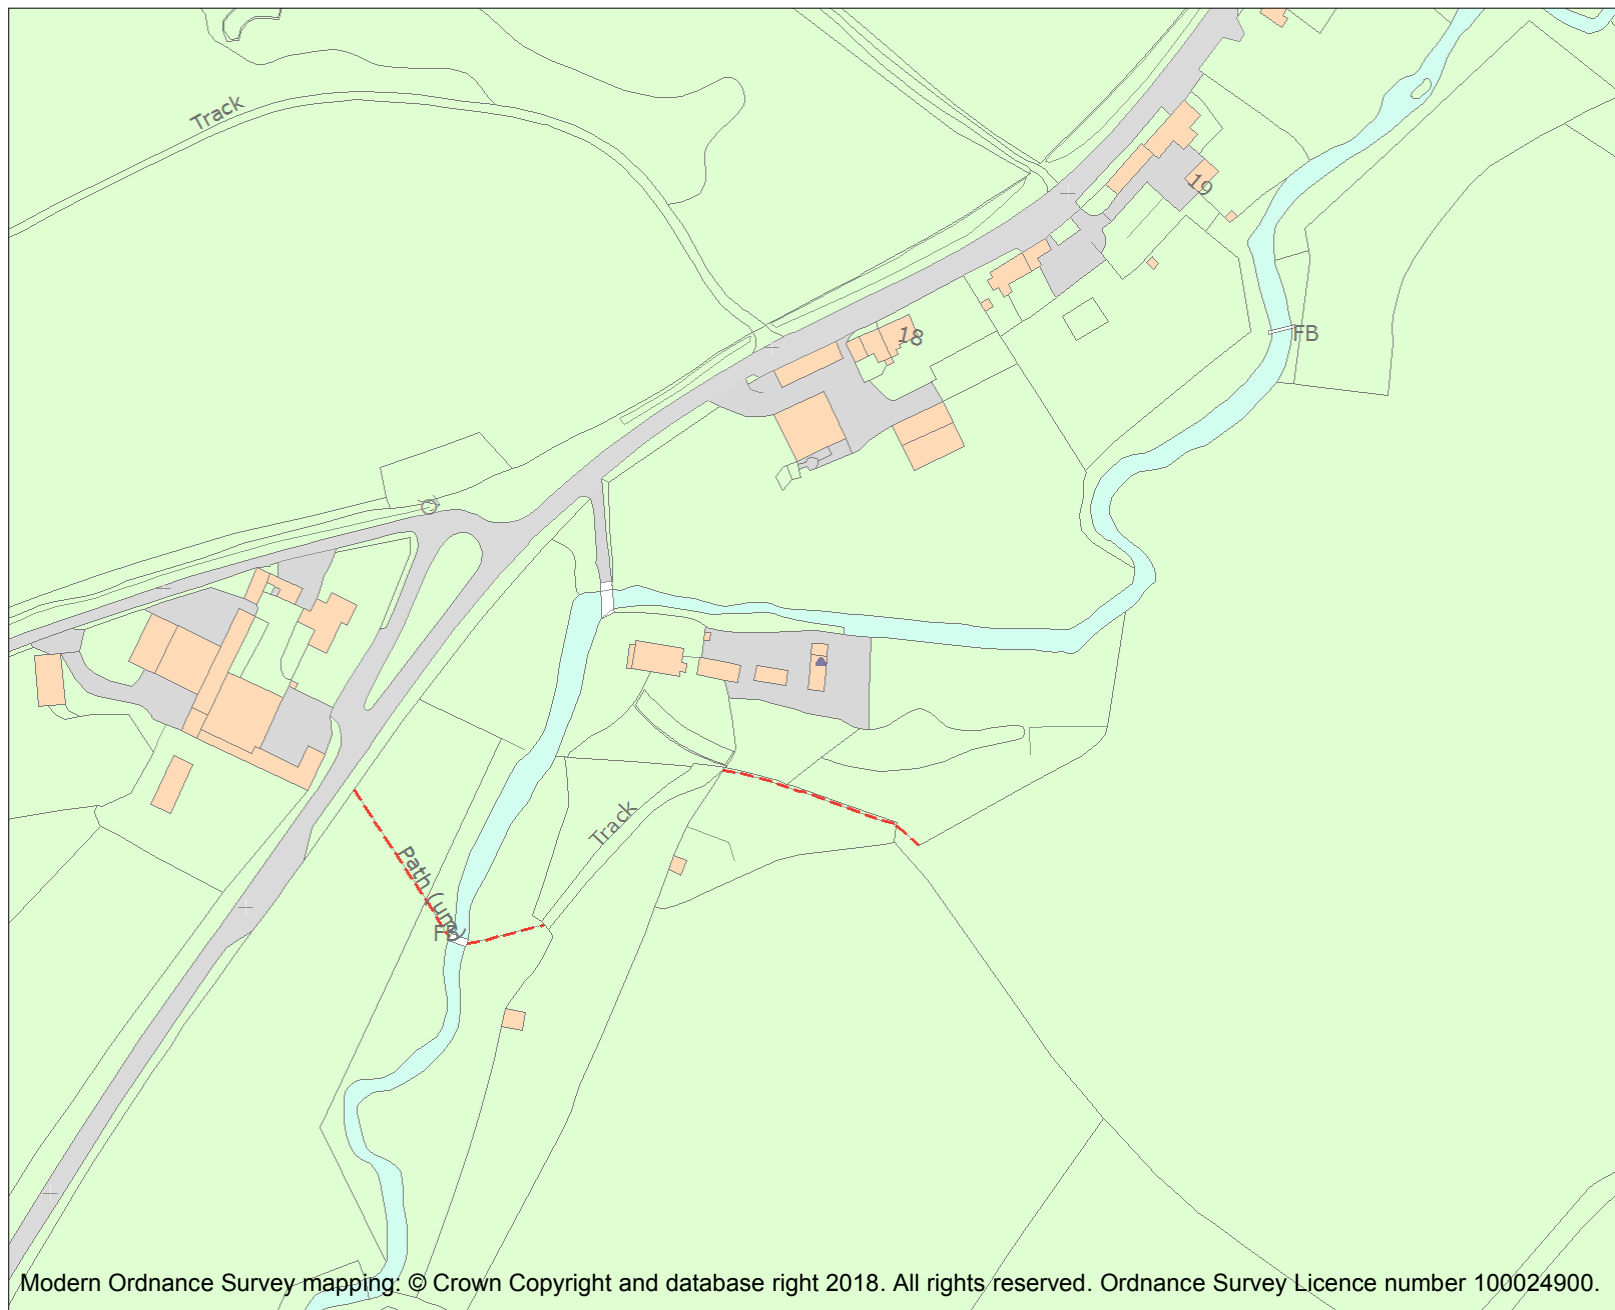 Track
19
FB
18
Track
Path (um)
FB
Modern Ordnance Survey mapping: © Crown Copyright and database right 2018. All rights reserved. Ordnance Survey Licence number 100024900.